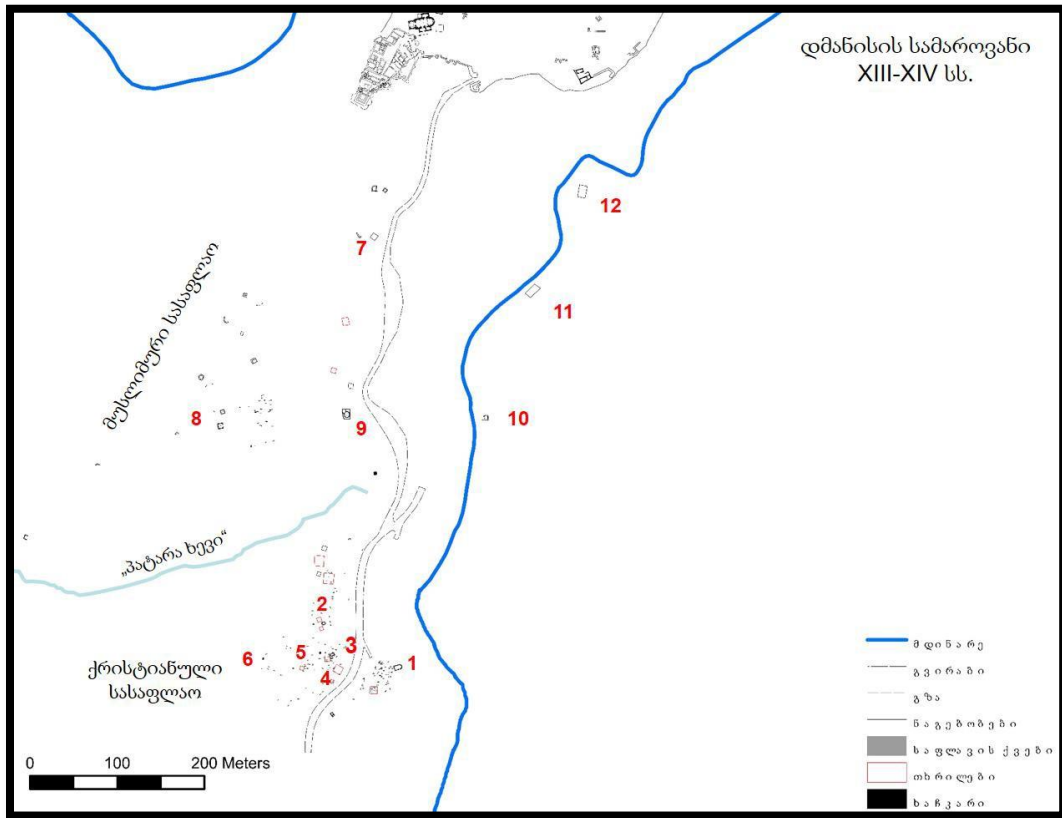 დმანისის სამაროვანი
XIII-XIV სს.
12
7
11
მუსლიმური სასაფლაო
8
9
10
„პატარა ხევი“
2
3
5
6
1
4
ქრისტიანული
სასაფლაო
მდინარე
გვირაბი
გზა
ნაგებობები
საფლავის ქვები
თხრილები
ხაჩკარი
0 100 200 Meters